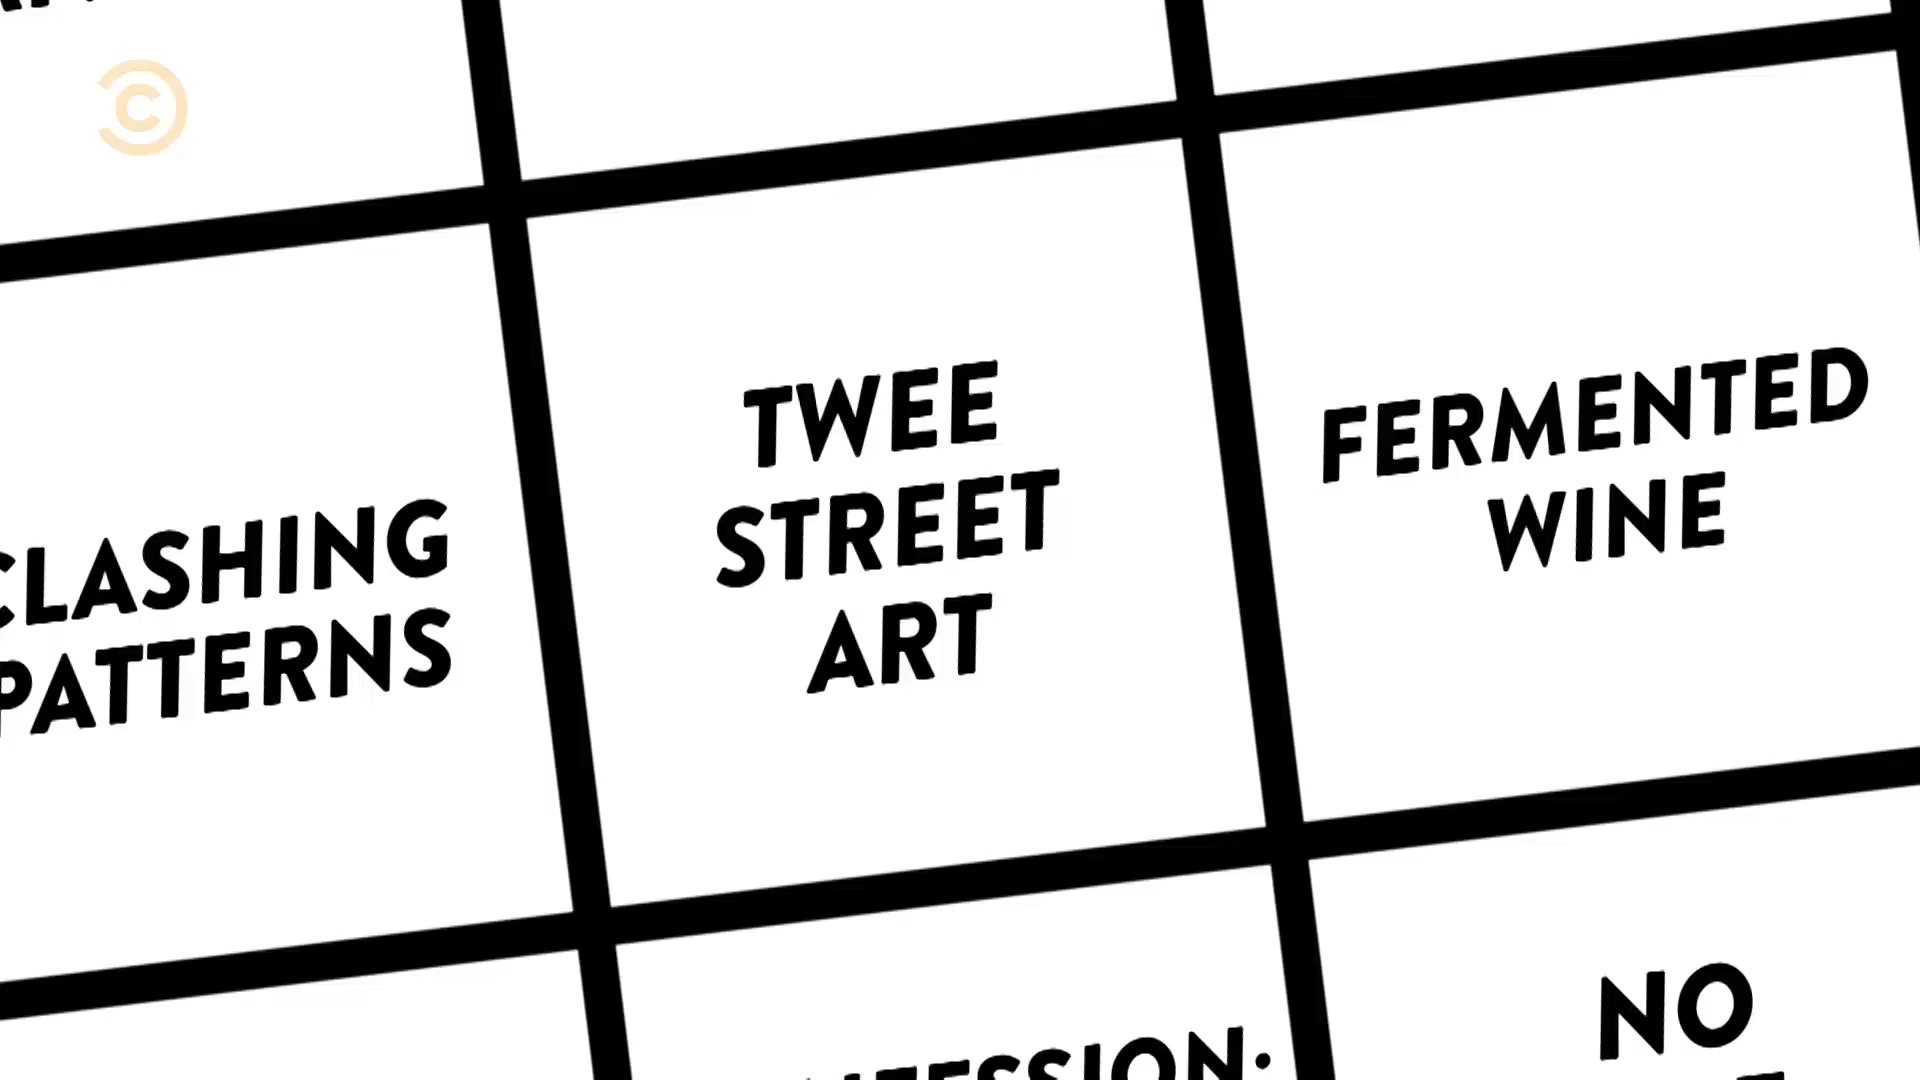 CLASHING
PATTERNS
TWEE
STREET
ART
FERMENTED
WINE
NO